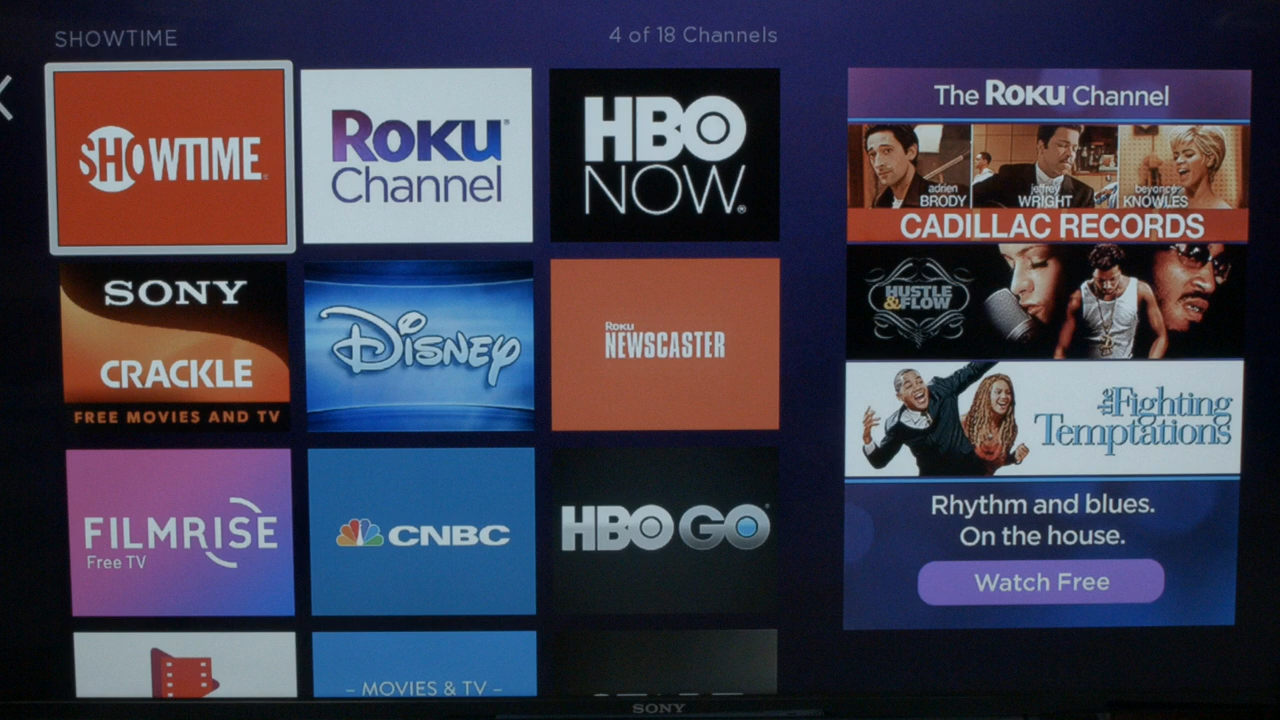 SHOWTIME
4 of 18 Channels
SHOWTIME
Roku
Channel
HBO
NOW
The Roku Channel
adrien
BRODY
jeffrey
WRIGHT
beyoncé
KNOWLES
CADILLAC RECORDS
SONY
CRACKLE
FREE MOVIES AND TV
Disney
Roku
NEWSCASTER
HUSTLE
&FLOW
the Fighting
Temptations
FILMRISE
Free TV
CNBC
HBO GO
Rhythm and blues.
On the house.
Watch Free
– MOVIES & TV –
SONY